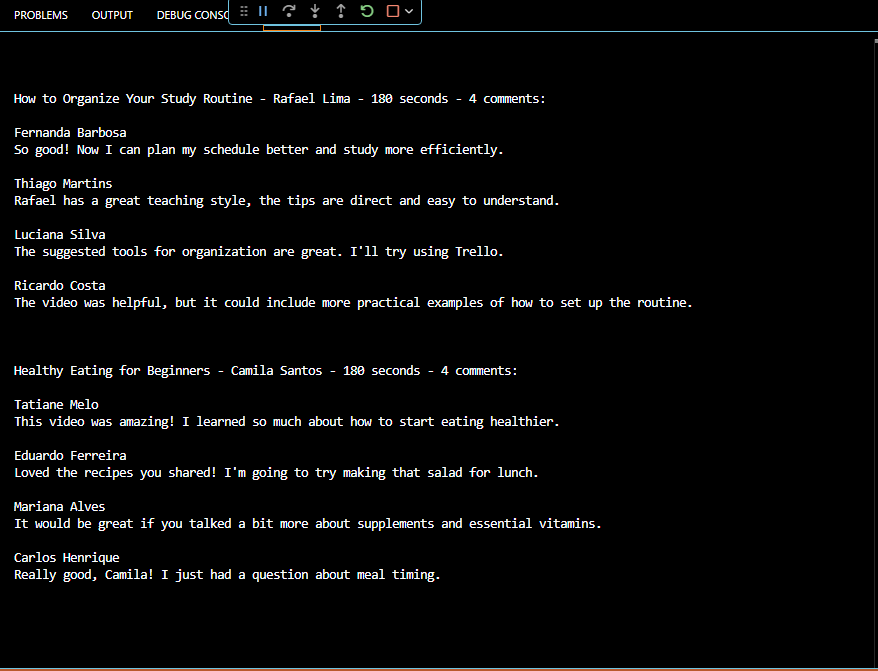 PROBLEMS OUTPUT DEBUG CONSO
How to Organize Your Study Routine - Rafael Lima - 180 seconds - 4 comments:
Fernanda Barbosa
So good! Now I can plan my schedule better and study more efficiently.
Thiago Martins
Rafael has a great teaching style, the tips are direct and easy to understand.
Luciana Silva
The suggested tools for organization are great. I'll try using Trello.
Ricardo Costa
The video was helpful, but it could include more practical examples of how to set up the routine.
Healthy Eating for Beginners - Camila Santos - 180 seconds - 4 comments:
Tatiane Melo
This video was amazing! I learned so much about how to start eating healthier.
Eduardo Ferreira
Loved the recipes you shared! I'm going to try making that salad for lunch.
Mariana Alves
It would be great if you talked a bit more about supplements and essential vitamins.
Carlos Henrique
Really good, Camila! I just had a question about meal timing.